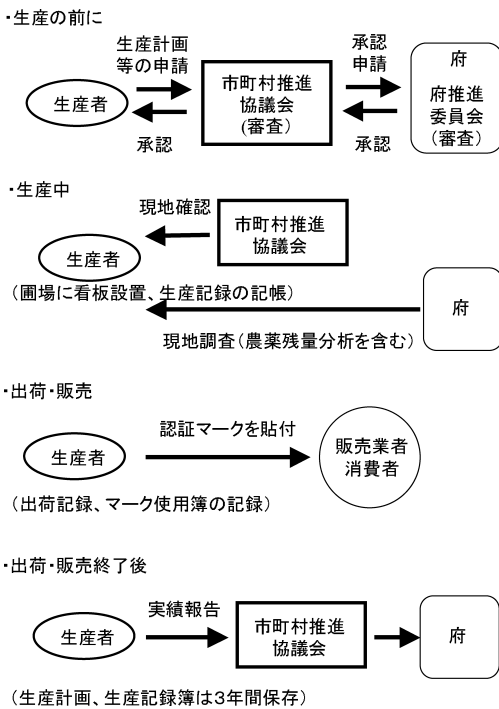 ・生産の前に
生産計画
等の申請
承認
申請
生産者
市町村推進
協議会
(審査)
府
府推進
委員会
(審査)
承認
承認
・生産中
現地確認
市町村推進
協議会
生産者
(圃場に看板設置、生産記録の記帳)
府
現地調査(農薬残量分析を含む)
・出荷・販売
認証マークを貼付
生産者
販売業者
消費者
(出荷記録、マーク使用簿の記録)
・出荷・販売終了後
実績報告
生産者
市町村推進
協議会
府
(生産計画、生産記録簿は3年間保存)